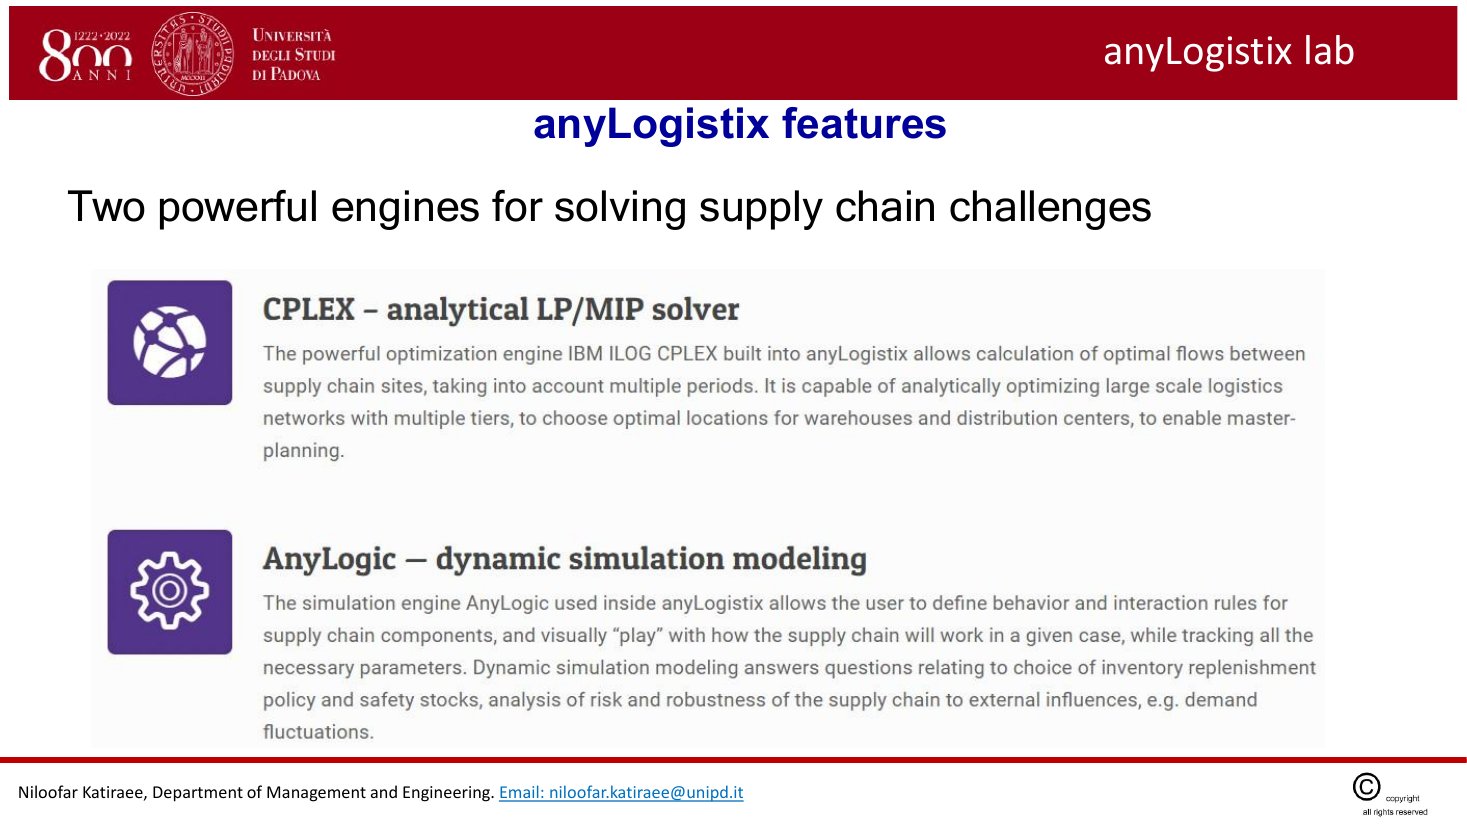 1222·2022
800
ANNI
UNIVERSITÀ
DEGLI STUDI
DI PADOVA
anyLogistix lab
anyLogistix features
Two powerful engines for solving supply chain challenges
CPLEX – analytical LP/MIP solver
The powerful optimization engine IBM ILOG CPLEX built into anyLogistix allows calculation of optimal flows between
supply chain sites, taking into account multiple periods. It is capable of analytically optimizing large scale logistics
networks with multiple tiers, to choose optimal locations for warehouses and distribution centers, to enable master-
planning.
AnyLogic — dynamic simulation modeling
The simulation engine AnyLogic used inside anyLogistix allows the user to define behavior and interaction rules for
supply chain components, and visually “play” with how the supply chain will work in a given case, while tracking all the
necessary parameters. Dynamic simulation modeling answers questions relating to choice of inventory replenishment
policy and safety stocks, analysis of risk and robustness of the supply chain to external influences, e.g. demand
fluctuations.
Niloofar Katiraee, Department of Management and Engineering. Email: niloofar.katiraee@unipd.it
© copyright
all rights reserved